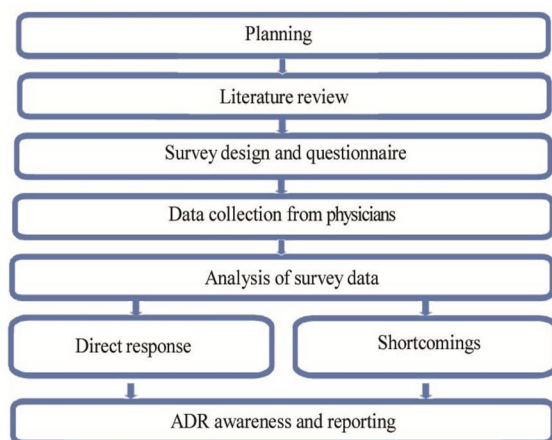 Planning
Literature review
Survey design and questionnaire
Data collection from physicians
Analysis of survey data
Direct response
Shortcomings
ADR awareness and reporting